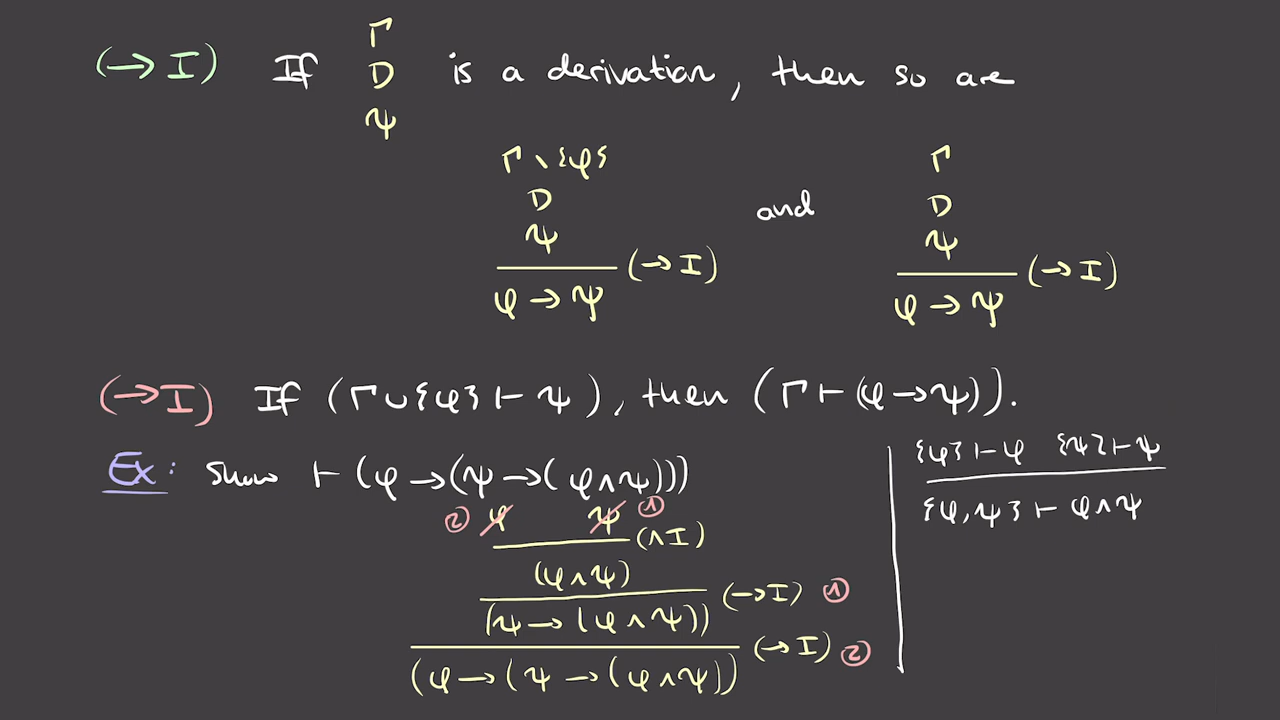 (→I) If Γ D ψ is a derivation, then so are
Γ∖{φ}
D
ψ
(→I)
φ→ψ
and
Γ
D
ψ
(→I)
φ→ψ
(→I) If (Γ∪{φ}⊢ψ), then (Γ⊢(φ→ψ)).
Ex: Show ⊢(φ→(ψ→(φ∧ψ)))
② φ ψ ①
(∧I)
(φ∧ψ)
(→I) ①
(ψ→(φ∧ψ))
(→I) ②
(φ→(ψ→(φ∧ψ))
{φ}⊢φ {ψ}⊢ψ
{φ,ψ}⊢φ∧ψ